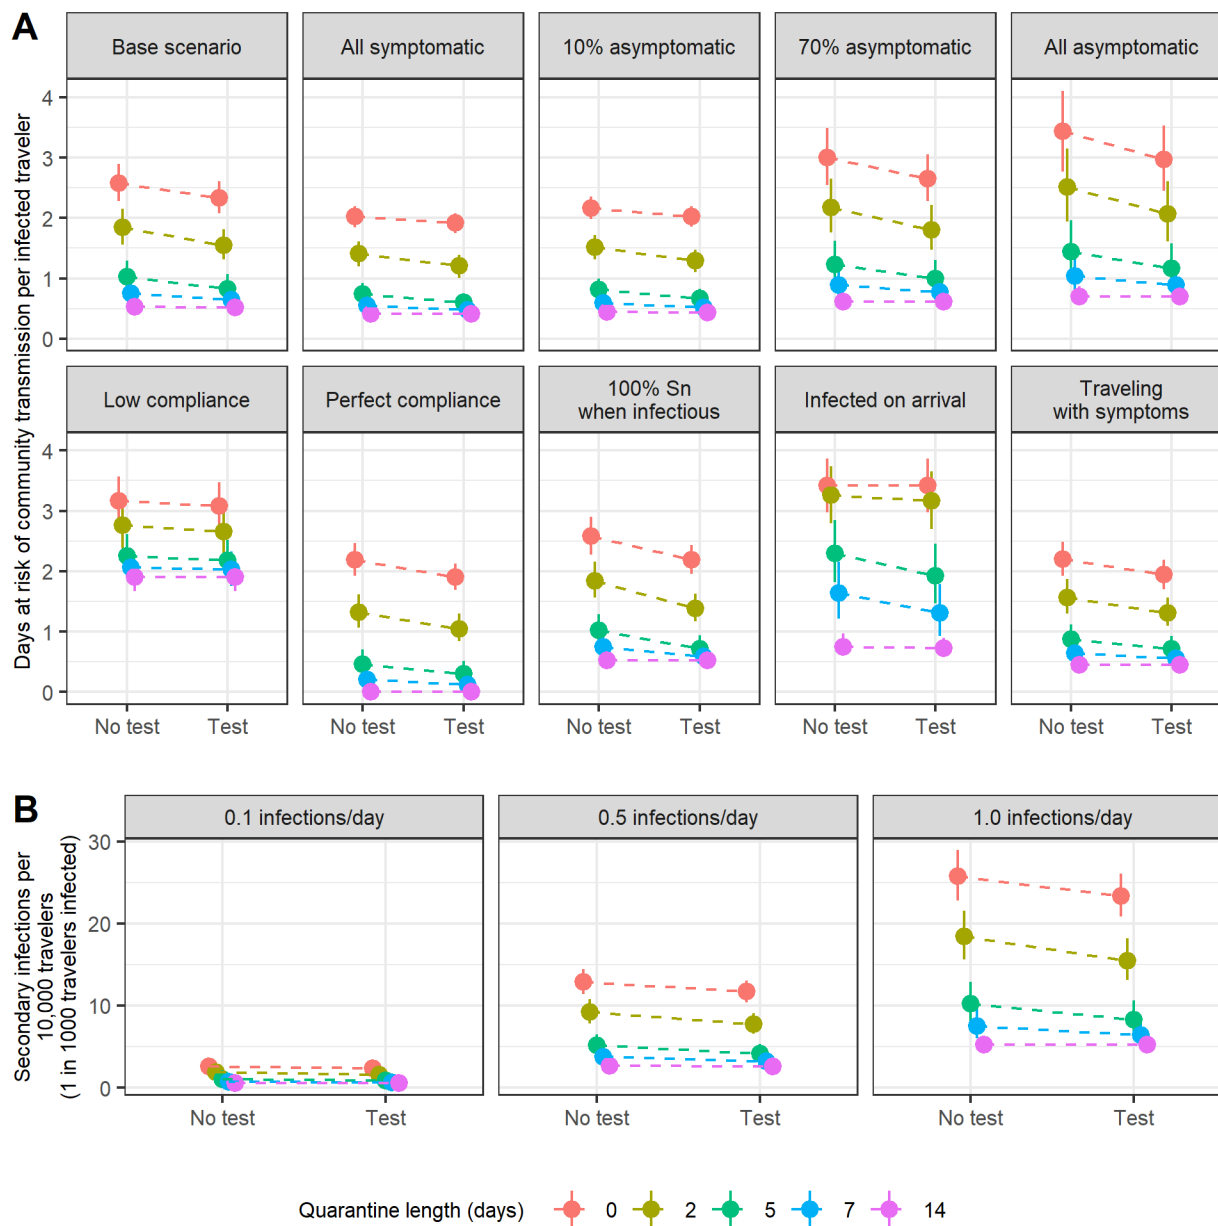 A
Base scenario
All symptomatic
10% asymptomatic
70% asymptomatic
All asymptomatic
Days at risk of community transmission per infected traveler
4
3
2
1
0
Low compliance
Perfect compliance
100% Sn
when infectious
Infected on arrival
Traveling
with symptoms
4
3
2
1
0
No test Test
No test Test
No test Test
No test Test
No test Test
B
0.1 infections/day
0.5 infections/day
1.0 infections/day
Secondary infections per
10,000 travelers
(1 in 1000 travelers infected)
30
20
10
0
No test Test
No test Test
No test Test
Quarantine length (days) 0 2 5 7 14